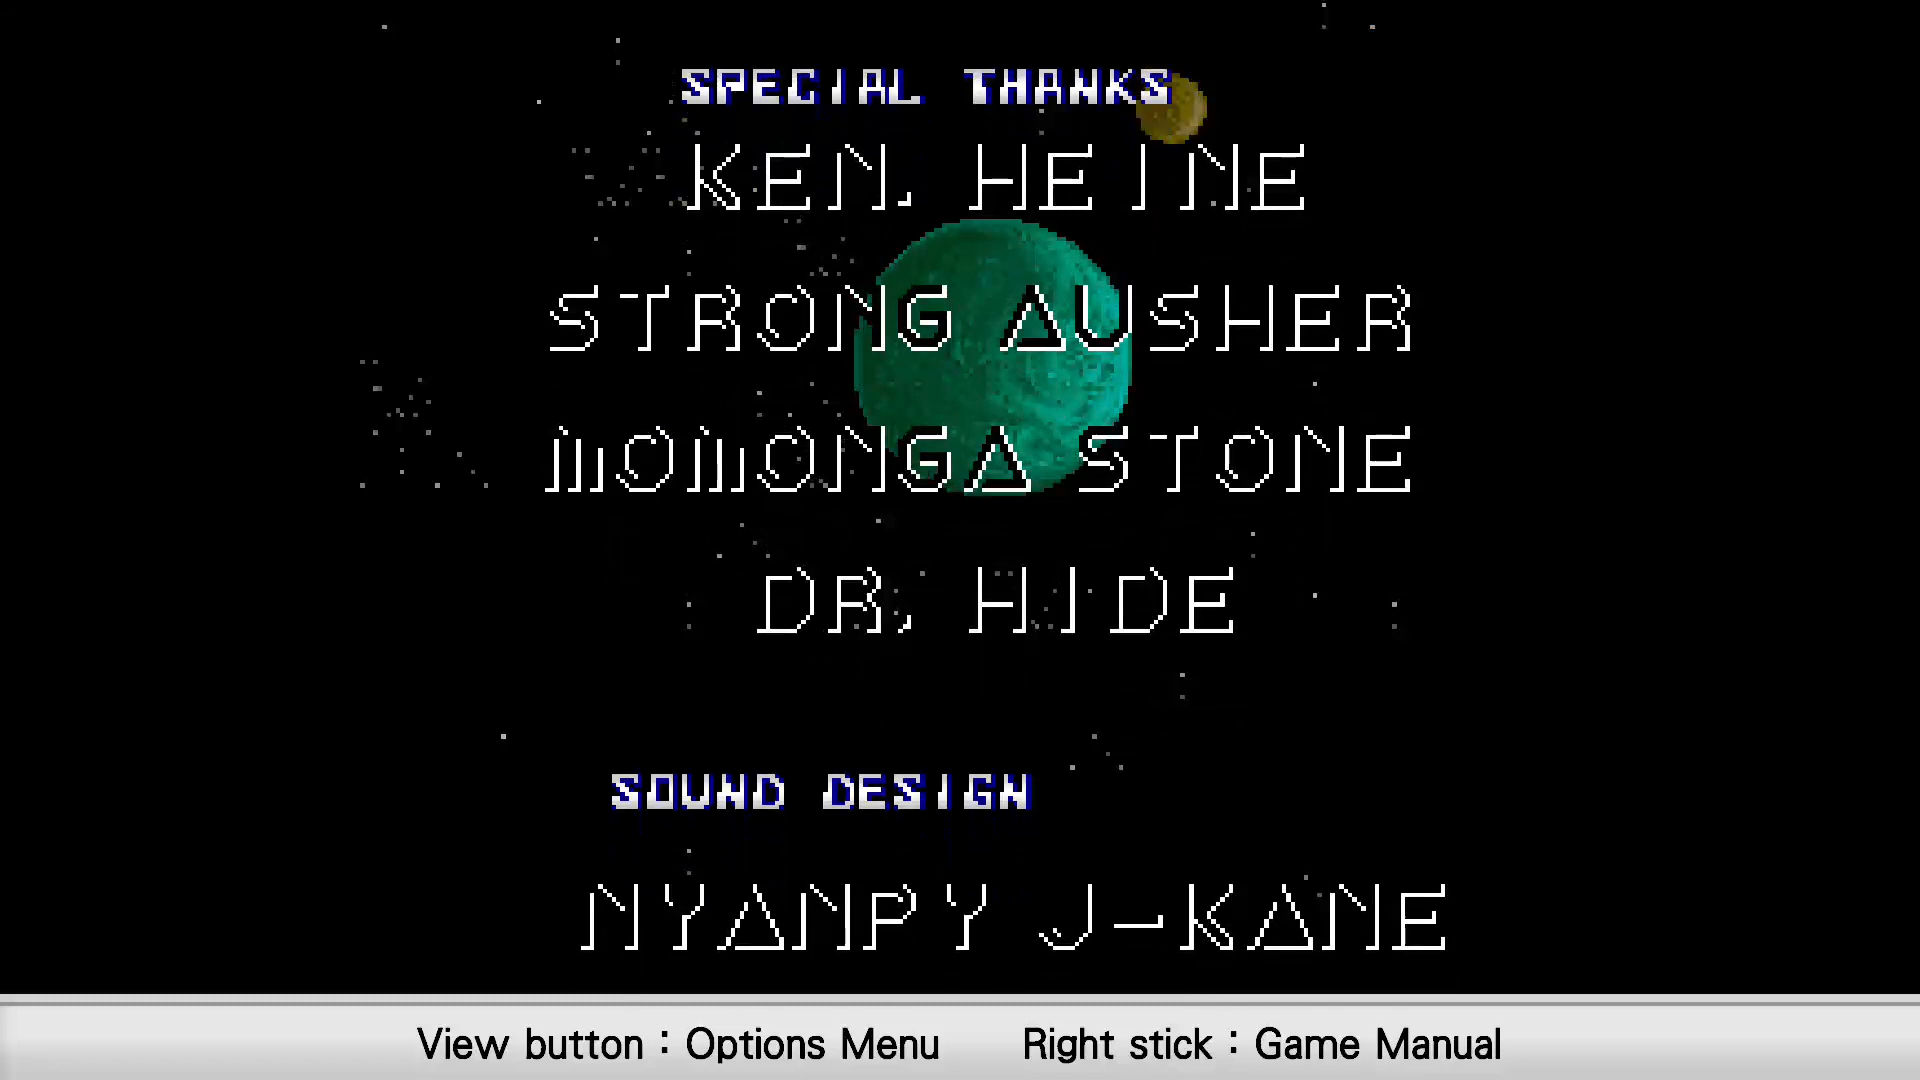 SPECIAL THANKS
KEN. HEINE
STRONG AUSHER
MOMONGA STONE
DR. HIDE
SOUND DESIGN
NYANPY J-KANE
View button : Options Menu Right stick : Game Manual